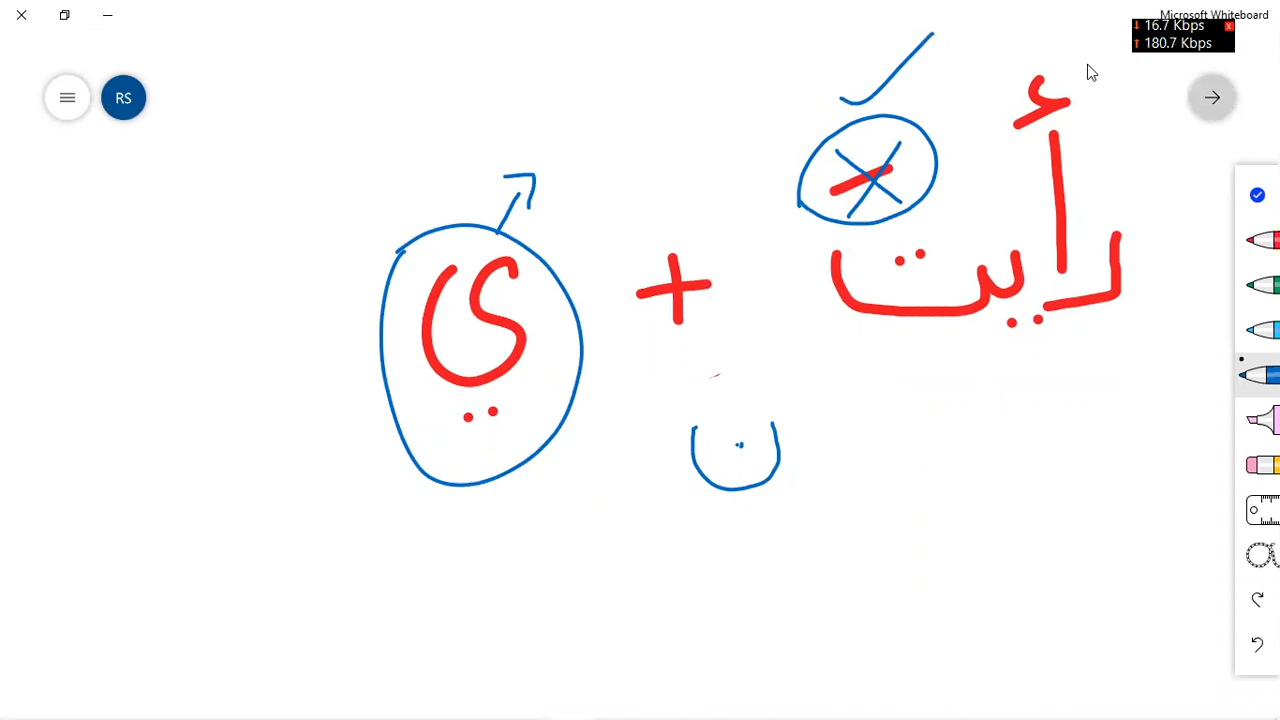 Microsoft Whiteboard
↓ 16.7 Kbps x
↑ 180.7 Kbps
RS
رأيتَ + ي
ن